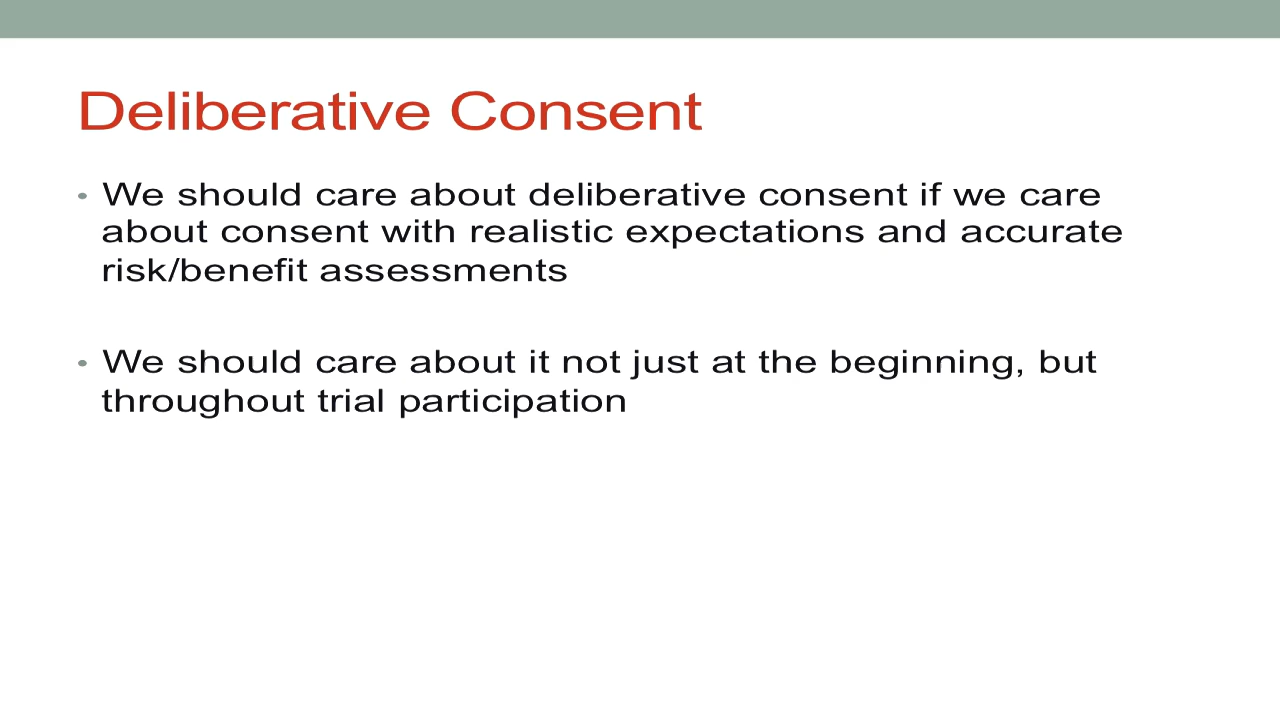 Deliberative Consent
• We should care about deliberative consent if we care
about consent with realistic expectations and accurate
risk/benefit assessments
• We should care about it not just at the beginning, but
throughout trial participation